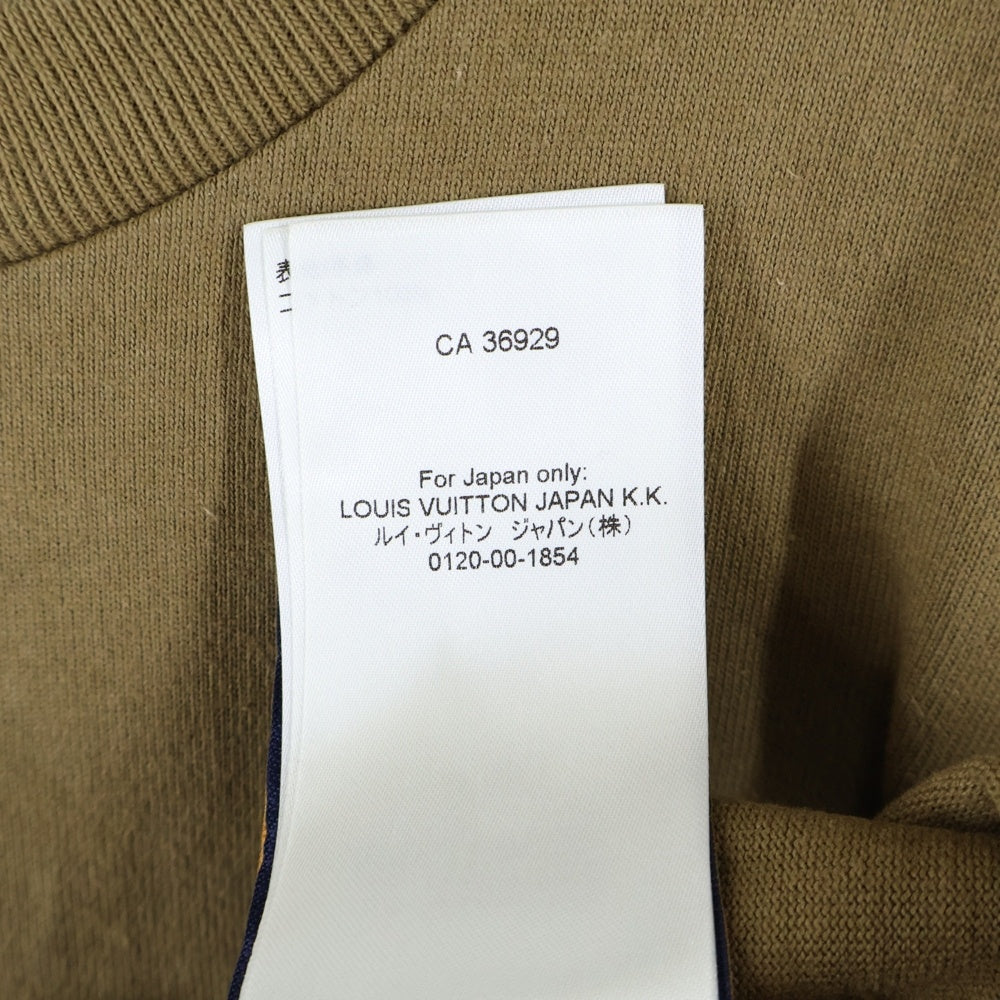 表
CA 36929
For Japan only:
LOUIS VUITTON JAPAN K.K.
ルイ・ヴィトン ジャパン(株)
0120-00-1854